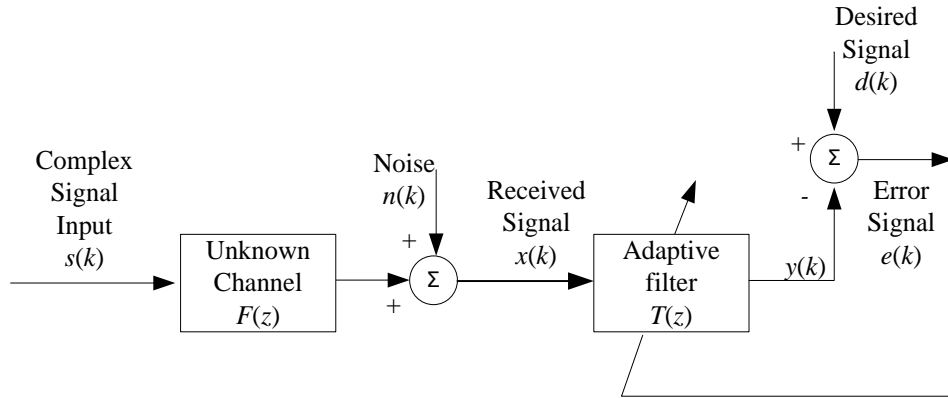 Complex
Signal
Input
s(k)
Unknown
Channel
F(z)
Noise
n(k)
+
+
Σ
Received
Signal
x(k)
Adaptive
filter
T(z)
y(k)
Desired
Signal
d(k)
+
Σ
-
Error
Signal
e(k)